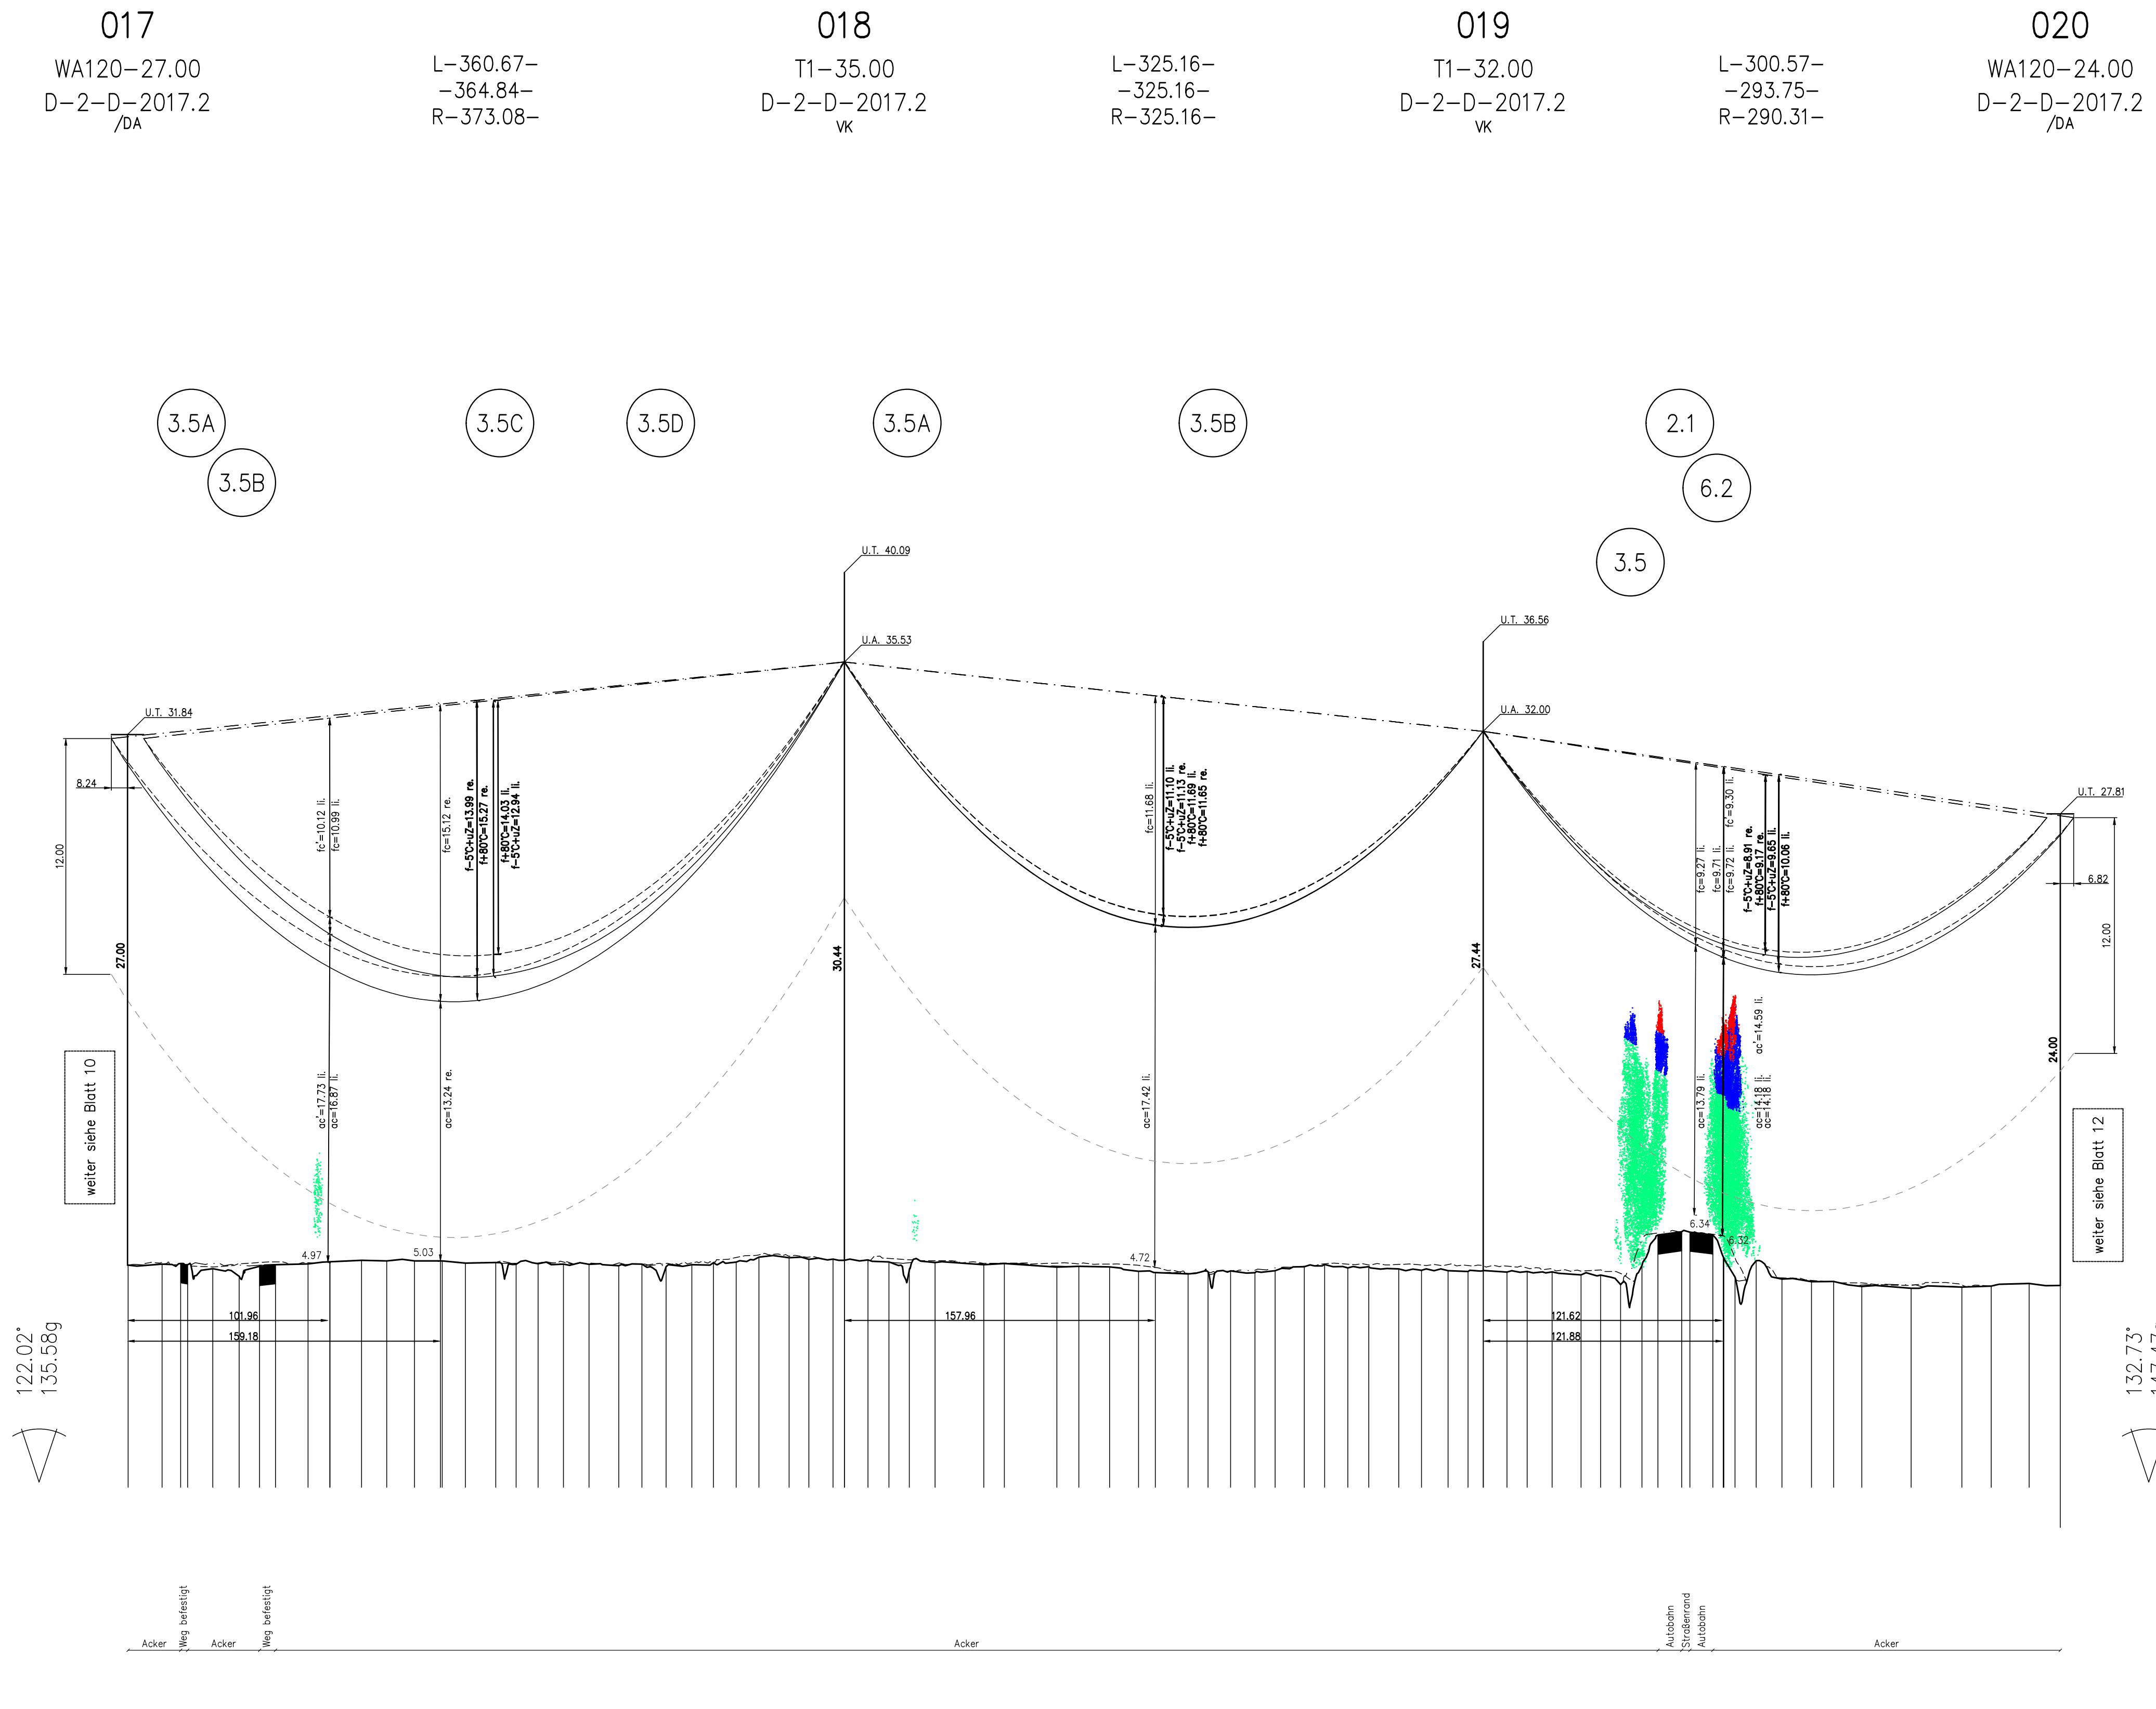 017
018
019
020
WA120-27.00
D-2-D-2017.2
/DA
L-360.67-
-364.84-
R-373.08-
T1-35.00
D-2-D-2017.2
VK
L-325.16-
-325.16-
R-325.16-
T1-32.00
D-2-D-2017.2
VK
L-300.57-
-293.75-
R-290.31-
WA120-24.00
D-2-D-2017.2
/DA
3.5A
3.5B
3.5C
3.5D
3.5A
3.5B
2.1
6.2
3.5
U.T. 40.09
U.A. 35.53
U.T. 36.56
U.A. 32.00
U.T. 31.84
U.T. 27.81
8.24
12.00
27.00
fc'=10.12 li.
fc=10.99 li.
fc=15.12 re.
f-5°C+uZ=13.99 re.
f+80°C=15.27 re.
f+80°C=14.03 li.
f-5°C+uZ=12.94 li.
30.44
fc=11.68 li.
f-5°C+uZ=11.10 li.
f-5°C+uZ=11.13 re.
f+80°C=11.69 li.
f+80°C=11.65 re.
27.44
fc=9.27 li.
fc=9.71 li.
fc=9.72 li.
fc'=9.30 li.
f-5°C+uZ=8.91 re.
f+80°C=9.17 re.
f-5°C+uZ=9.65 li.
f+80°C=10.06 li.
6.82
12.00
24.00
weiter siehe Blatt 10
ac'=17.73 li.
ac=16.87 li.
ac=13.24 re.
ac=17.42 li.
ac=13.79 li.
ac'=14.59 li.
ac=14.18 li.
ac=14.18 li.
weiter siehe Blatt 12
4.97
5.03
4.72
6.34
6.32
101.96
159.18
157.96
121.62
121.88
122.02°
135.58g
132.73°
Acker
Weg befestigt
Acker
Weg befestigt
Acker
Autobahn
Straßenrand
Autobahn
Acker